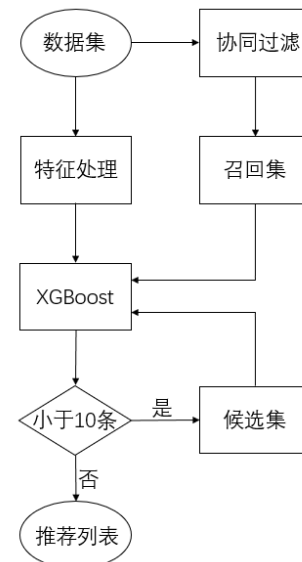 数据集
协同过滤
特征处理
召回集
XGBoost
小于10条
是
候选集
否
推荐列表